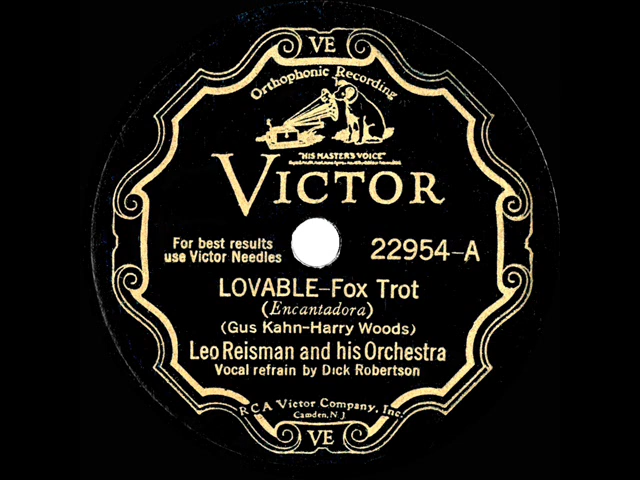 VE
Orthophonic Recording
"HIS MASTER'S VOICE"
VICTOR
For best results
use Victor Needles
22954-A
LOVABLE-Fox Trot
(Encantadora)
(Gus Kahn-Harry Woods)
Leo Reisman and his Orchestra
Vocal refrain by Dick Robertson
RCA Victor Company, Inc.
Camden, N.J.
VE